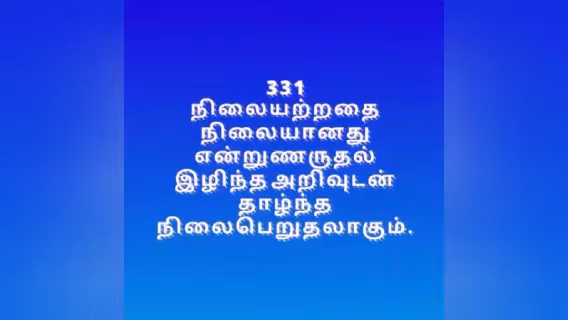 331
நிலையற்றதை
நிலையானது
என்றுணருதல்
இழிந்த அறிவுடன்
தாழ்ந்த
நிலைபெறுதலாகும்.